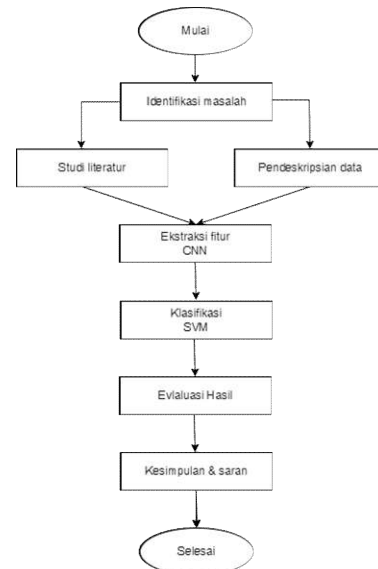 Mulai
Identifikasi masalah
Studi literatur
Pendeskripsian data
Ekstraksi fitur
CNN
Klasifikasi
SVM
Evlaluasi Hasil
Kesimpulan & saran
Selesai